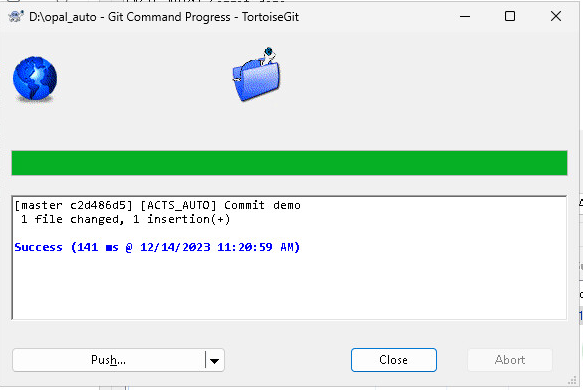 D:\opal_auto - Git Command Progress - TortoiseGit
[master c2d486d5] [ACTS_AUTO] Commit demo
1 file changed, 1 insertion(+)
Success (141 ms @ 12/14/2023 11:20:59 AM)
Push...
Close
Abort